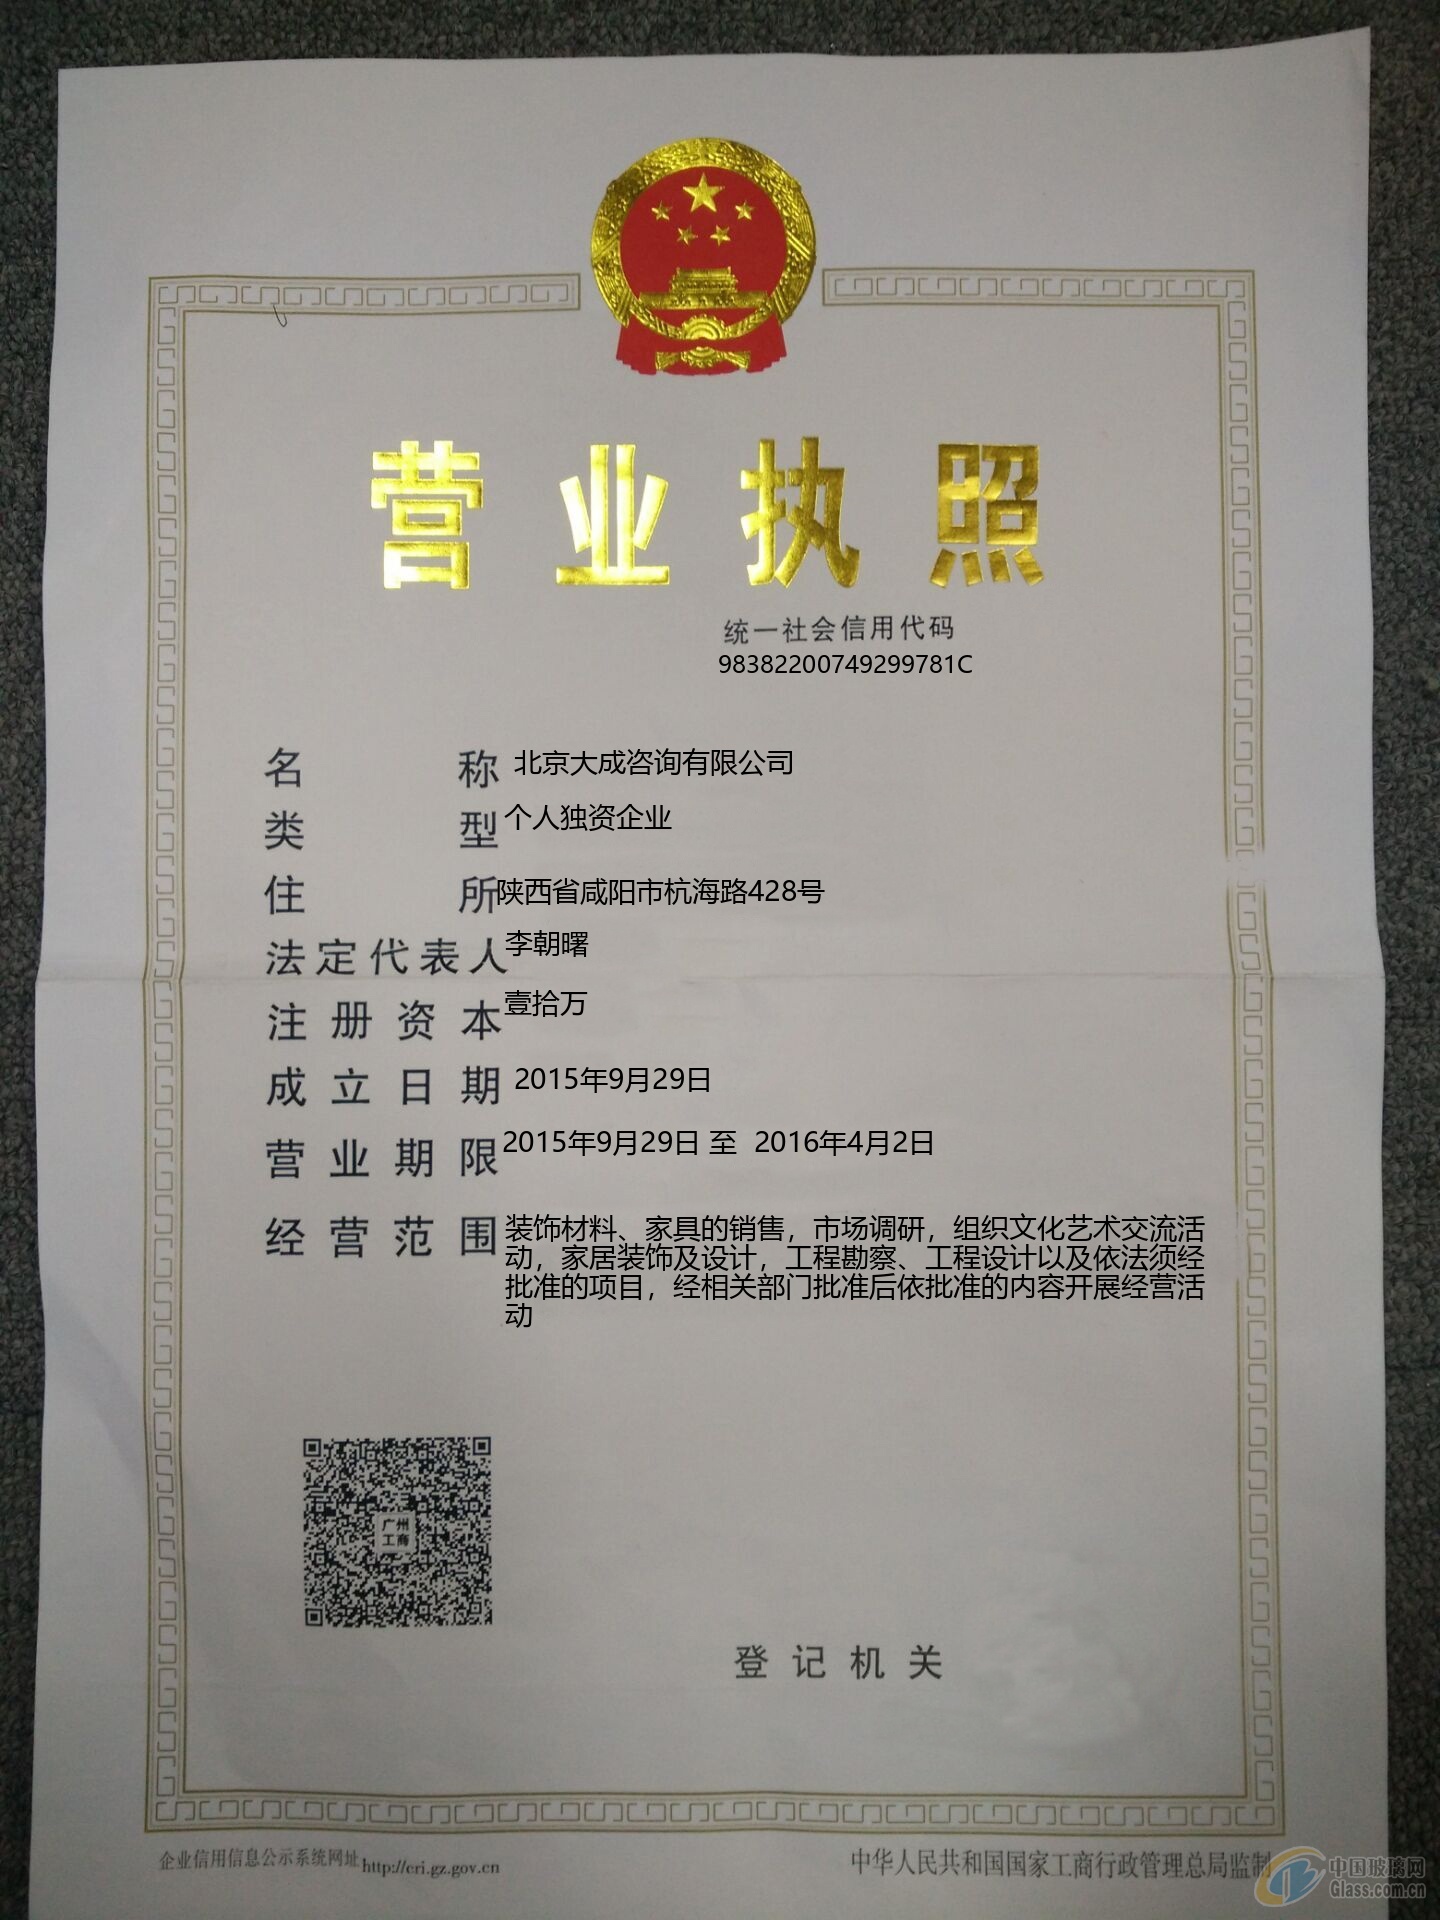 营业执照
统一社会信用代码
98382200749299781C
名称 北京大成咨询有限公司
类型 个人独资企业
住所 陕西省咸阳市杭海路428号
法定代表人 李朝曙
注册资本 壹拾万
成立日期 2015年9月29日
营业期限 2015年9月29日 至 2016年4月2日
经营范围 装饰材料、家具的销售，市场调研，组织文化艺术交流活
动，家居装饰及设计，工程勘察、工程设计以及依法须经
批准的项目，经相关部门批准后依批准的内容开展经营活
动
广州
工商
登记机关
企业信用信息公示系统网址 http://cri.gz.gov.cn
中华人民共和国国家工商行政管理总局监制
中国玻璃网
Glass.com.cn